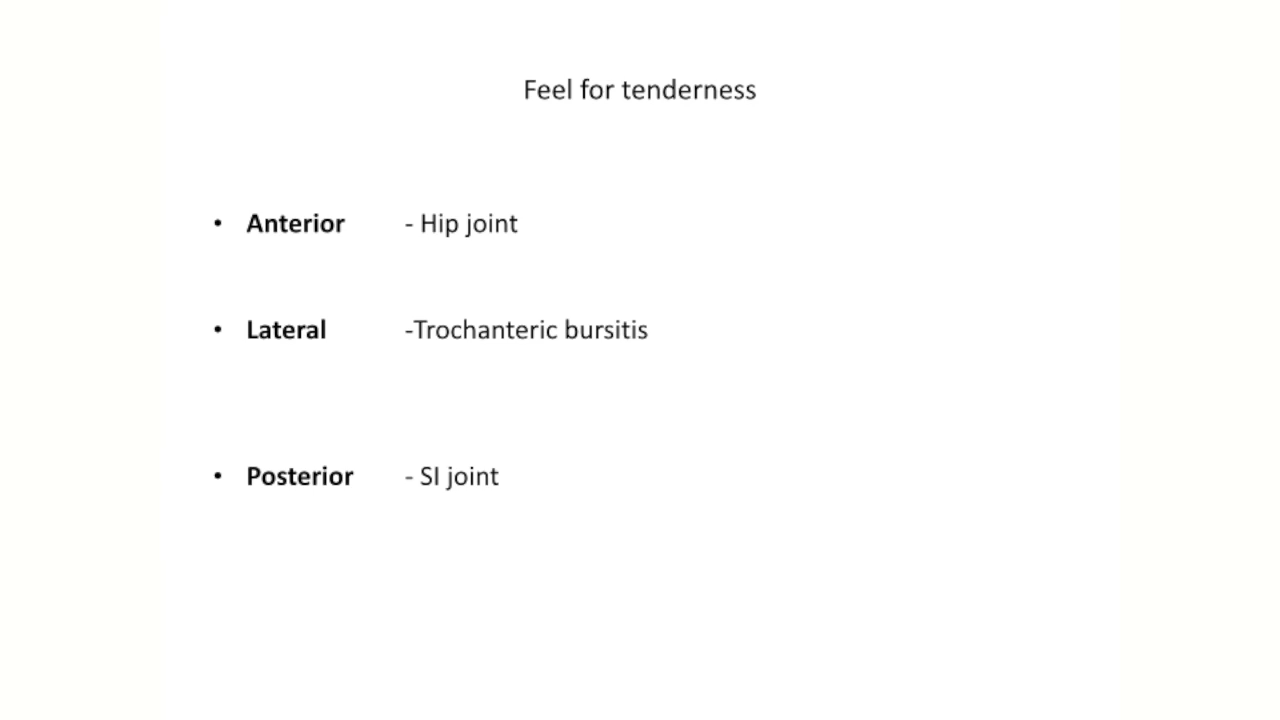 Feel for tenderness
• Anterior - Hip joint
• Lateral -Trochanteric bursitis
• Posterior - SI joint